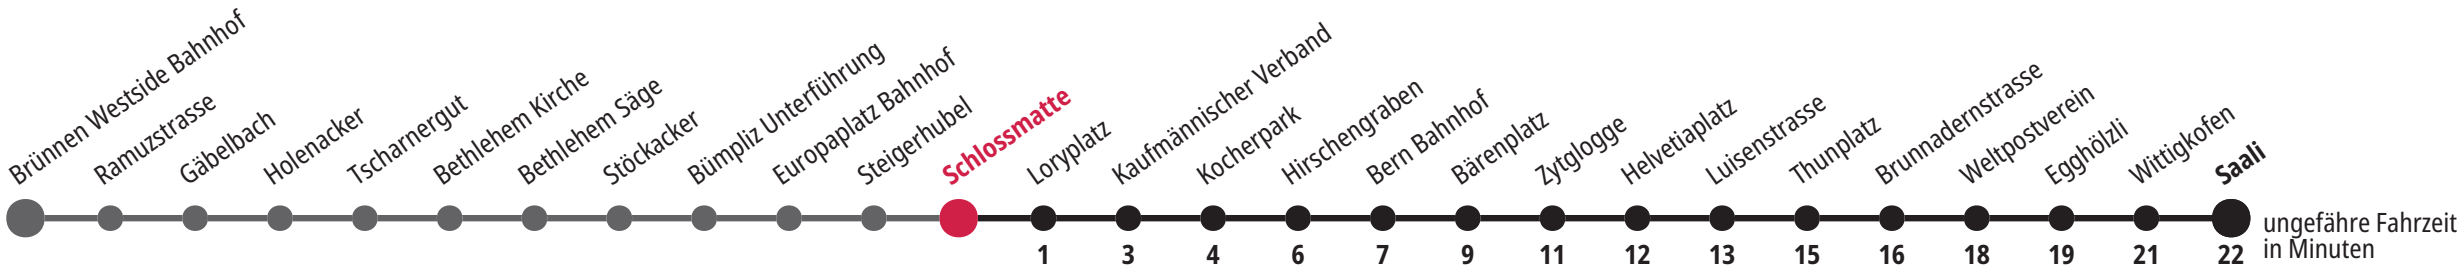 Brünnen Westside Bahnhof
Ramuzstrasse
Gäbelbach
Holenacker
Tscharnergut
Bethlehem Kirche
Bethlehem Säge
Stöckacker
Bümpliz Unterführung
Europaplatz Bahnhof
Steigerhubel
Schlossmatte
Loryplatz
Kaufmännischer Verband
Kocherpark
Hirschengraben
Bern Bahnhof
Bärenplatz
Zytglogge
Helvetiaplatz
Luisenstrasse
Thunplatz
Brunnadernstrasse
Weltpostverein
Egghölzli
Wittigkofen
Saali
1 3 4 6 7 9 11 12 13 15 16 18 19 21 22
ungefähre Fahrzeit
in Minuten